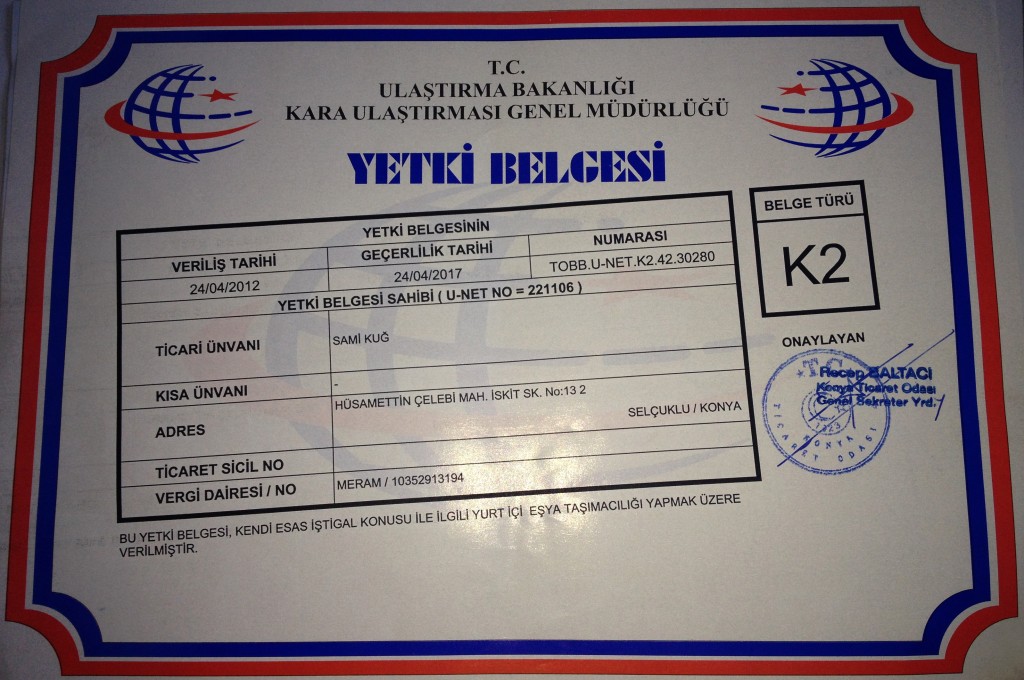 T.C.
ULAŞTIRMA BAKANLIĞI
KARA ULAŞTIRMASI GENEL MÜDÜRLÜĞÜ
YETKİ BELGESİ
YETKİ BELGESİNİN
VERİLİŞ TARİHİ GEÇERLİLİK TARİHİ NUMARASI
24/04/2012 24/04/2017 TOBB.U-NET.K2.42.30280
YETKİ BELGESİ SAHİBİ ( U-NET NO = 221106 )
TİCARİ ÜNVANI SAMİ KUĞ
KISA ÜNVANI -
ADRES HÜSAMETTİN ÇELEBİ MAH. İSKİT SK. No:13 2
SELÇUKLU / KONYA
TİCARET SİCİL NO
VERGİ DAİRESİ / NO MERAM / 10352913194
BU YETKİ BELGESİ, KENDİ ESAS İŞTİGAL KONUSU İLE İLGİLİ YURT İÇİ EŞYA TAŞIMACILIĞI YAPMAK ÜZERE
VERİLMİŞTİR.
BELGE TÜRÜ
K2
ONAYLAYAN
T.C.
Recep BALTACI
Konya Ticaret Odası
Genel Sekreter Yrd.
KONYA
TİCARET ODASI